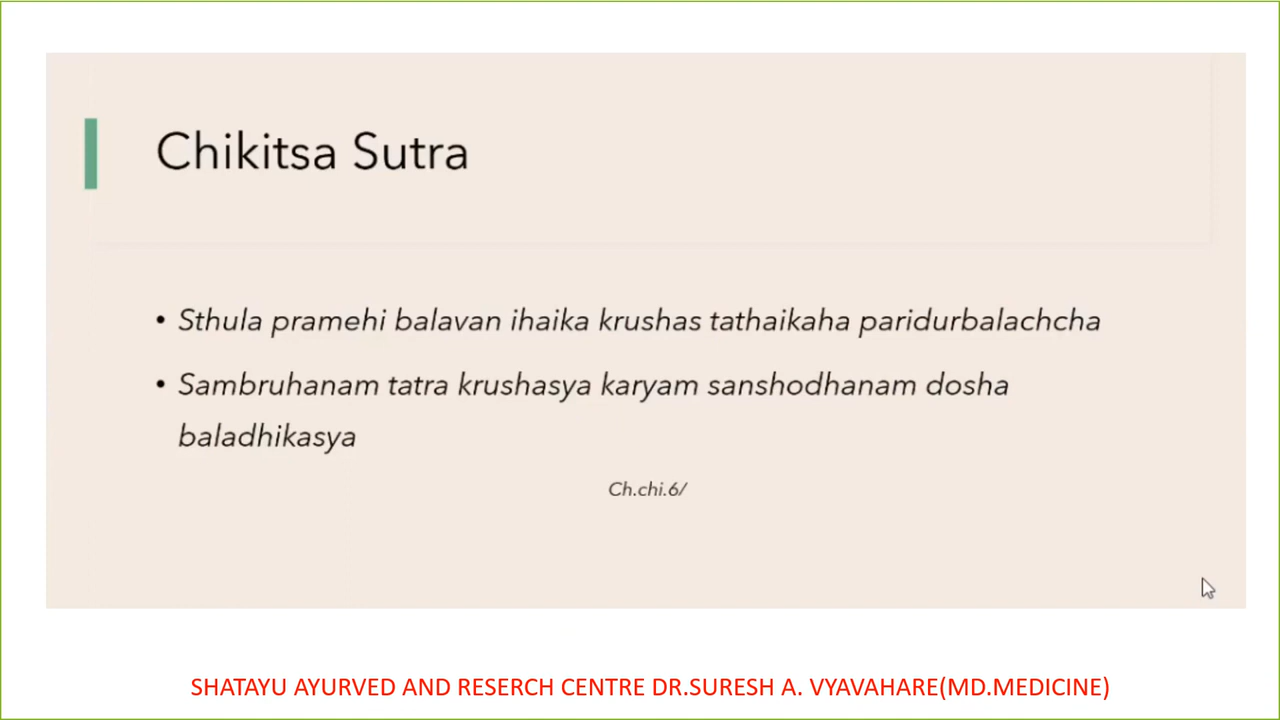 Chikitsa Sutra
• Sthula pramehi balavan ihaika krushas tathaikaha paridurbalachcha
• Sambruhanam tatra krushasya karyam sanshodhanam dosha
baladhikasya
Ch.chi.6/
SHATAYU AYURVED AND RESERCH CENTRE DR.SURESH A. VYAVAHARE(MD.MEDICINE)